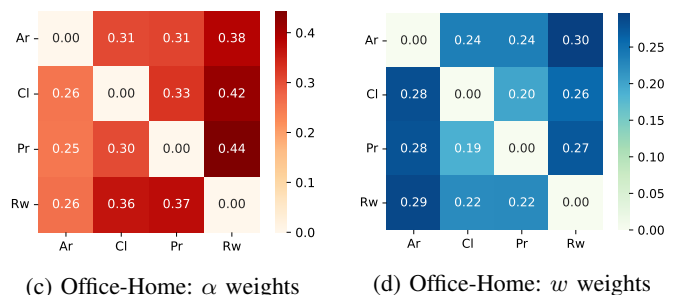 Ar 0.00 0.31 0.31 0.38
Cl 0.26 0.00 0.33 0.42
Pr 0.25 0.30 0.00 0.44
Rw 0.26 0.36 0.37 0.00
Ar Cl Pr Rw
0.4
0.3
0.2
0.1
0.0
(c) Office-Home: α weights
Ar 0.00 0.24 0.24 0.30
Cl 0.28 0.00 0.20 0.26
Pr 0.28 0.19 0.00 0.27
Rw 0.29 0.22 0.22 0.00
Ar Cl Pr Rw
0.25
0.20
0.15
0.10
0.05
0.00
(d) Office-Home: w weights